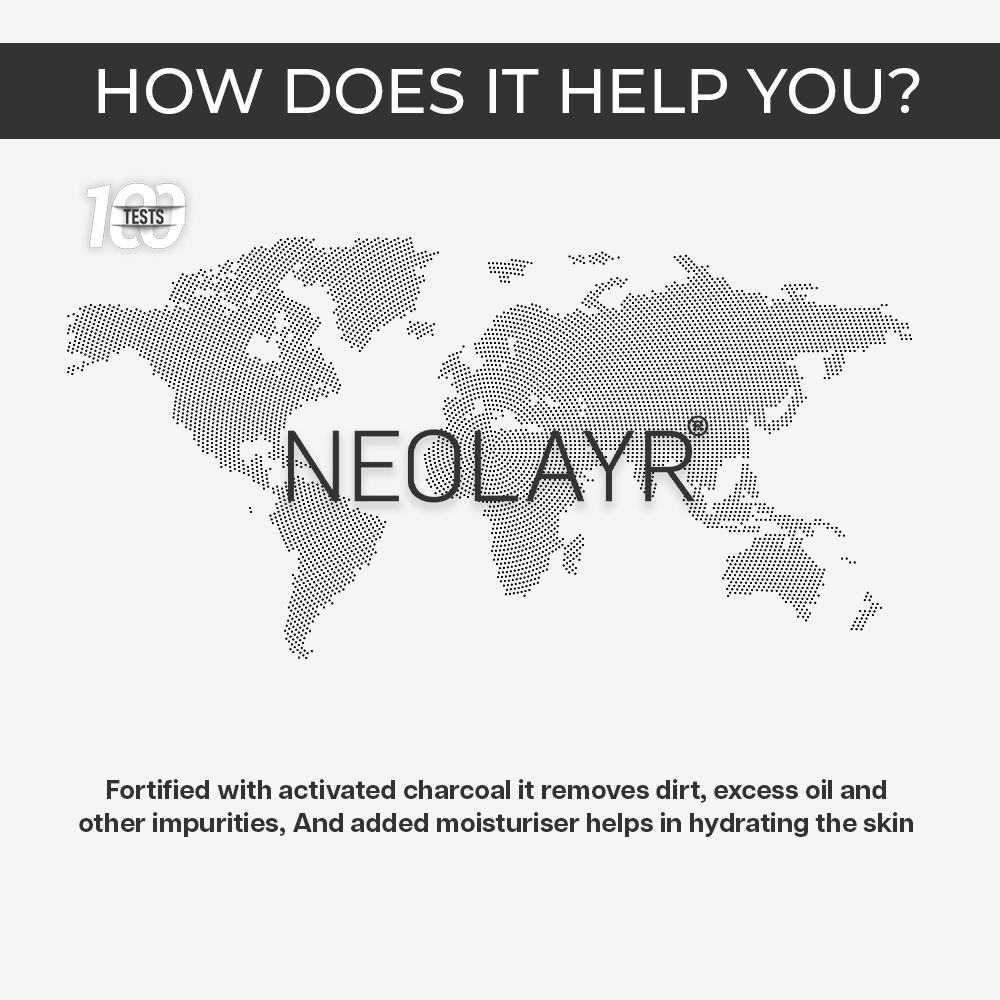 HOW DOES IT HELP YOU?
100
TESTS
NEOLAYR®
Fortified with activated charcoal it removes dirt, excess oil and
other impurities, And added moisturiser helps in hydrating the skin